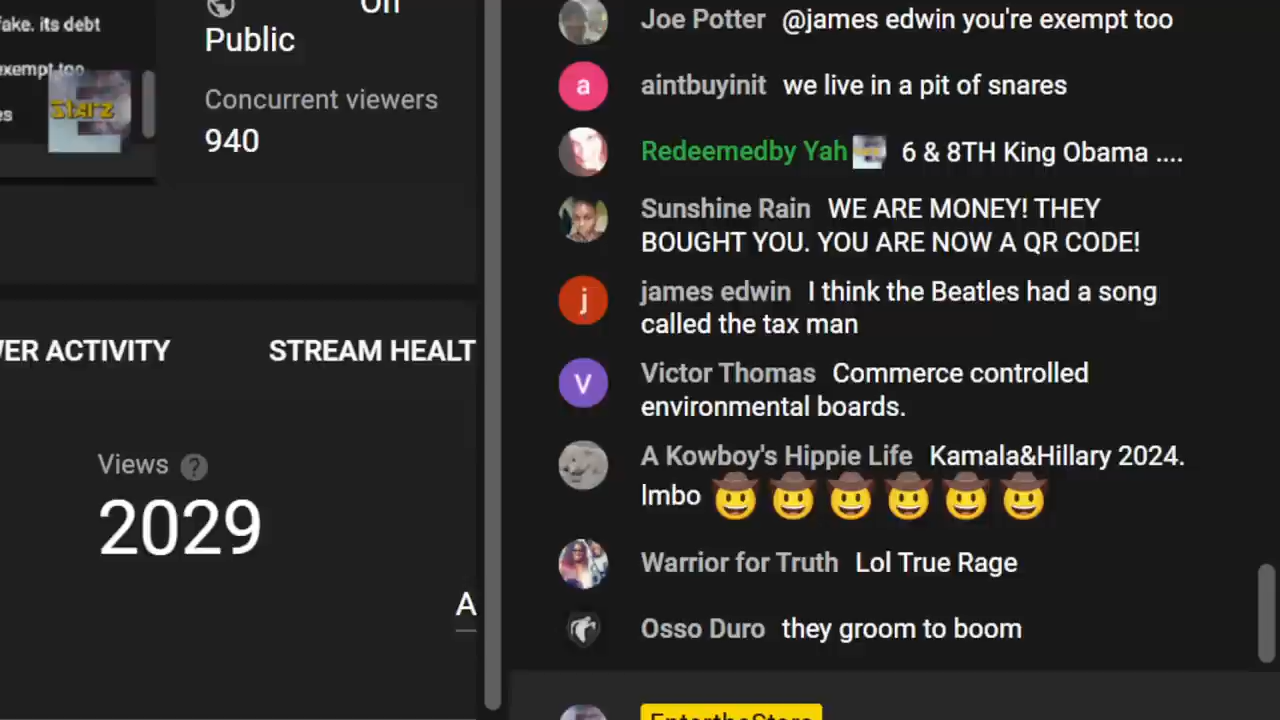 fake. its debt
exempt too
Starz
Public
Concurrent viewers
940
ER ACTIVITY
STREAM HEALT
Views ?
2029
A
Joe Potter @james edwin you're exempt too
a aintbuyinit we live in a pit of snares
Redeemedby Yah 6 & 8TH King Obama ....
Sunshine Rain WE ARE MONEY! THEY
BOUGHT YOU. YOU ARE NOW A QR CODE!
j james edwin I think the Beatles had a song
called the tax man
V Victor Thomas Commerce controlled
environmental boards.
A Kowboy's Hippie Life Kamala&Hillary 2024.
lmbo 🤠🤠🤠🤠🤠🤠
Warrior for Truth Lol True Rage
Osso Duro they groom to boom
EntertheStars